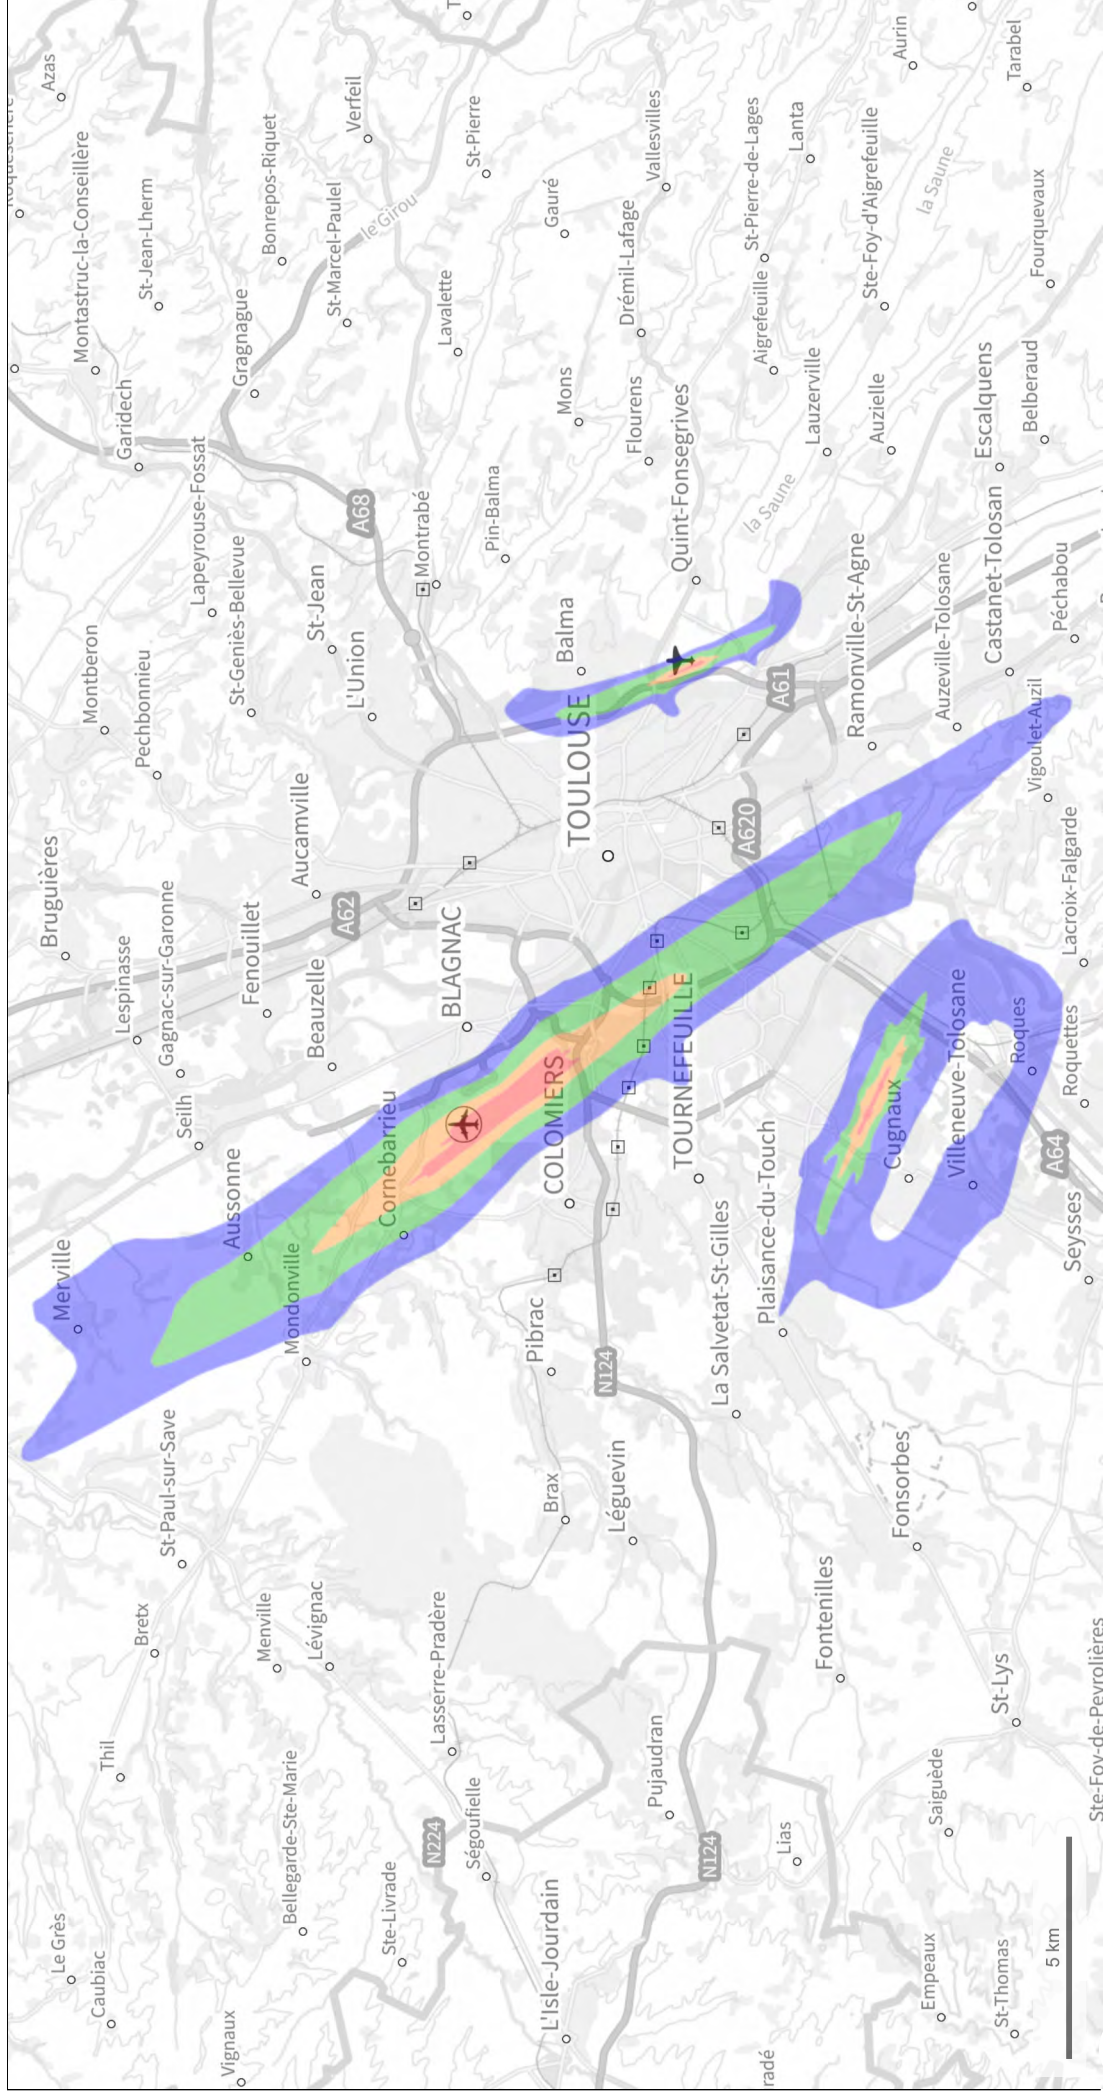 Azas
Montastruc-la-Conseillère
St-Jean-Lherm
Garidech
Verfeil
Bonrepos-Riquet
St-Marcel-Paulel
le Girou
St-Pierre
Gragnague
Lavalette
Gauré
Vallesvilles
Drémil-Lafage
St-Pierre-de-Lages
Lanta
Aurin
Tarabel
Ste-Foy-d'Aigrefeuille
la Saune
Fourquevaux
Aigrefeuille
Mons
Flourens
Lauzerville
Auzielle
Escalquens
Belberaud
Lapeyrouse-Fossat
A68
Montrabé
Pin-Balma
Quint-Fonsegrives
la Saune
St-Geniès-Bellevue
St-Jean
L'Union
Balma
Montberon
Pechbonnieu
TOULOUSE
A61
Ramonville-St-Agne
Auzeville-Tolosane
Castanet-Tolosan
Péchabou
Vigoulet-Auzil
Bruguières
Lespinasse
Gagnac-sur-Garonne
Fenouillet
Aucamville
A62
Beauzelle
BLAGNAC
A620
Lacroix-Falgarde
Seilh
Aussonne
Cornebarrieu
COLOMIERS
TOURNEFEUILLE
Cugnaux
Villeneuve-Tolosane
Roques
Roquettes
A64
Seysses
Merville
Mondonville
Pibrac
N124
La Salvetat-St-Gilles
Plaisance-du-Touch
St-Paul-sur-Save
Brax
Léguevin
Fonsorbes
Bretx
Menville
Lévignac
Lasserre-Pradère
Fontenilles
St-Lys
Ste-Foy-de-Peyrolières
Thil
Bellegarde-Ste-Marie
N224
Ségoufielle
Pujaudran
N124
Lias
Saiguède
Le Grès
Caubiac
Ste-Livrade
L'Isle-Jourdain
Vignaux
Empeaux
St-Thomas
5 km